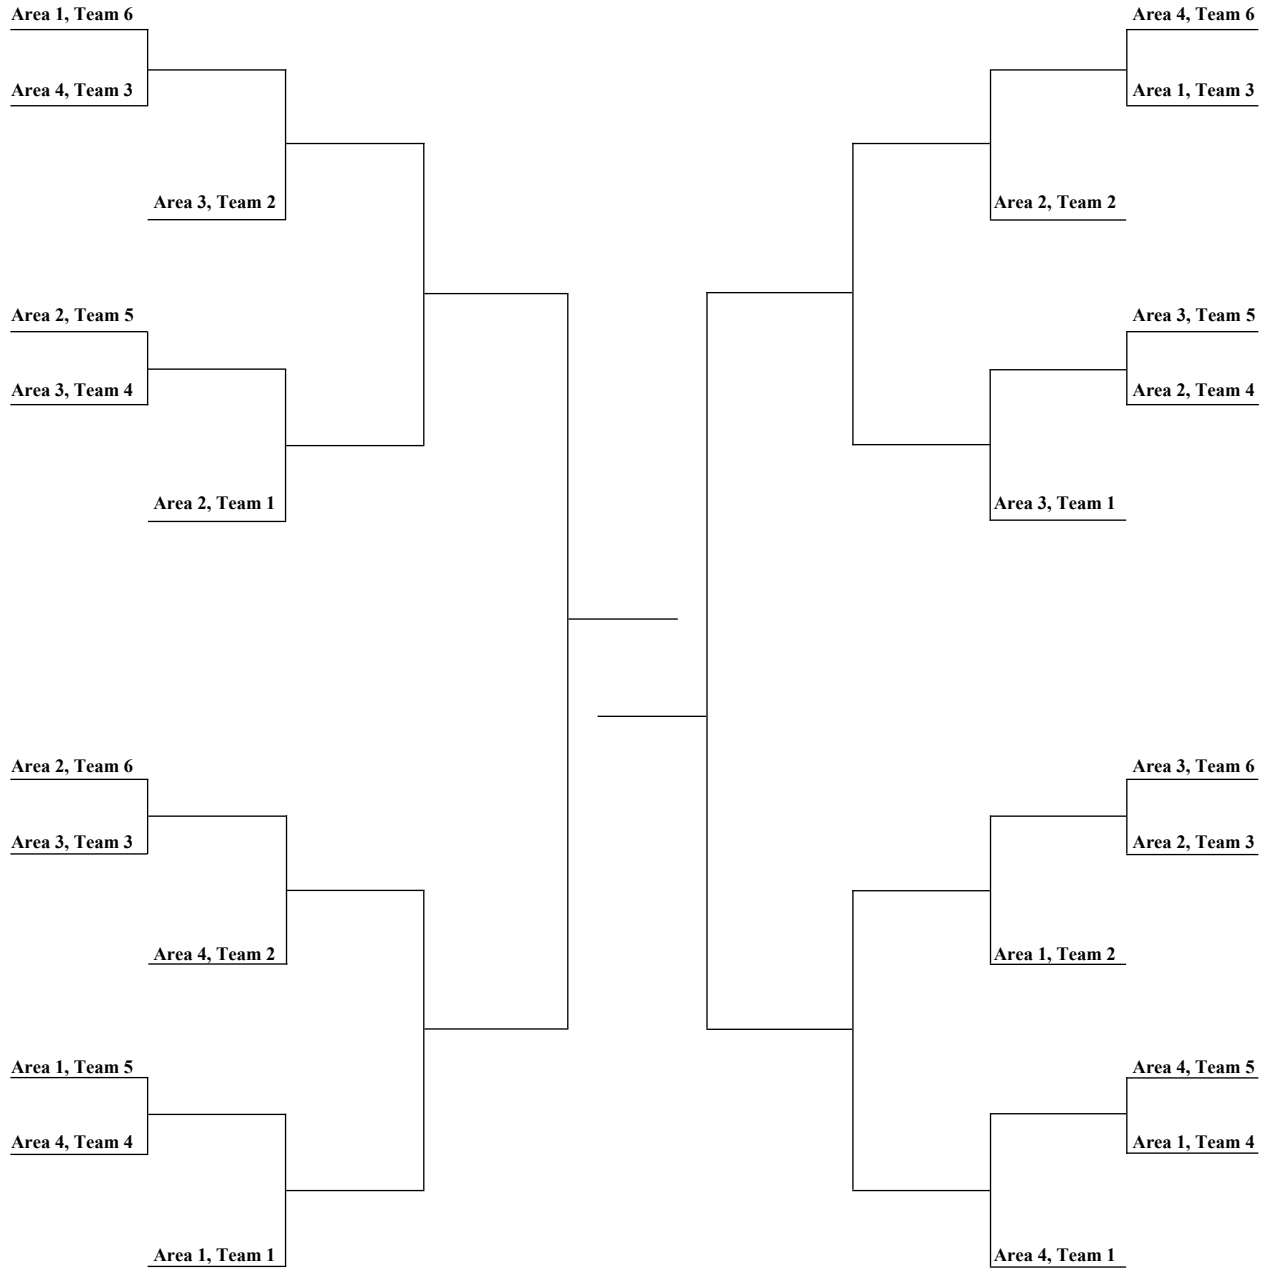 Area 1, Team 6
Area 4, Team 3
Area 3, Team 2
Area 2, Team 5
Area 3, Team 4
Area 2, Team 1
Area 2, Team 6
Area 3, Team 3
Area 4, Team 2
Area 1, Team 5
Area 4, Team 4
Area 1, Team 1
Area 4, Team 6
Area 1, Team 3
Area 2, Team 2
Area 3, Team 5
Area 2, Team 4
Area 3, Team 1
Area 3, Team 6
Area 2, Team 3
Area 1, Team 2
Area 4, Team 5
Area 1, Team 4
Area 4, Team 1